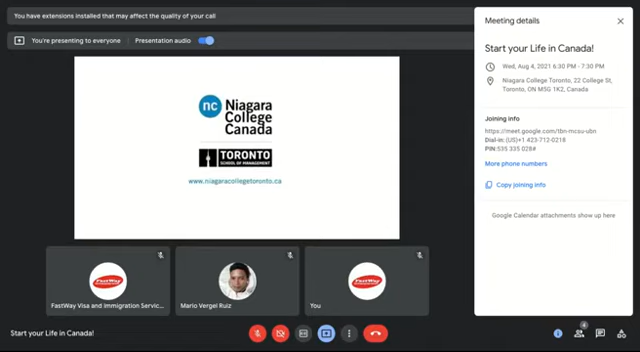 You have extensions installed that may affect the quality of your call
You're presenting to everyone
Presentation audio
nc Niagara
College
Canada
TORONTO
SCHOOL OF MANAGEMENT
www.niagaracollegetoronto.ca
FastWay
FastWay Visa and Immigration Servic...
Mario Vergel Ruiz
FastWay
You
Start your Life in Canada!
Meeting details
Start your Life in Canada!
Wed, Aug 4, 2021 6:30 PM - 7:30 PM
Niagara College Toronto, 22 College St,
Toronto, ON M5G 1K2, Canada
Joining info
https://meet.google.com/tbn-mcsu-ubn
Dial-in: (US)+1 423-712-0218
PIN: 535 335 028#
More phone numbers
Copy joining info
Google Calendar attachments show up here
4